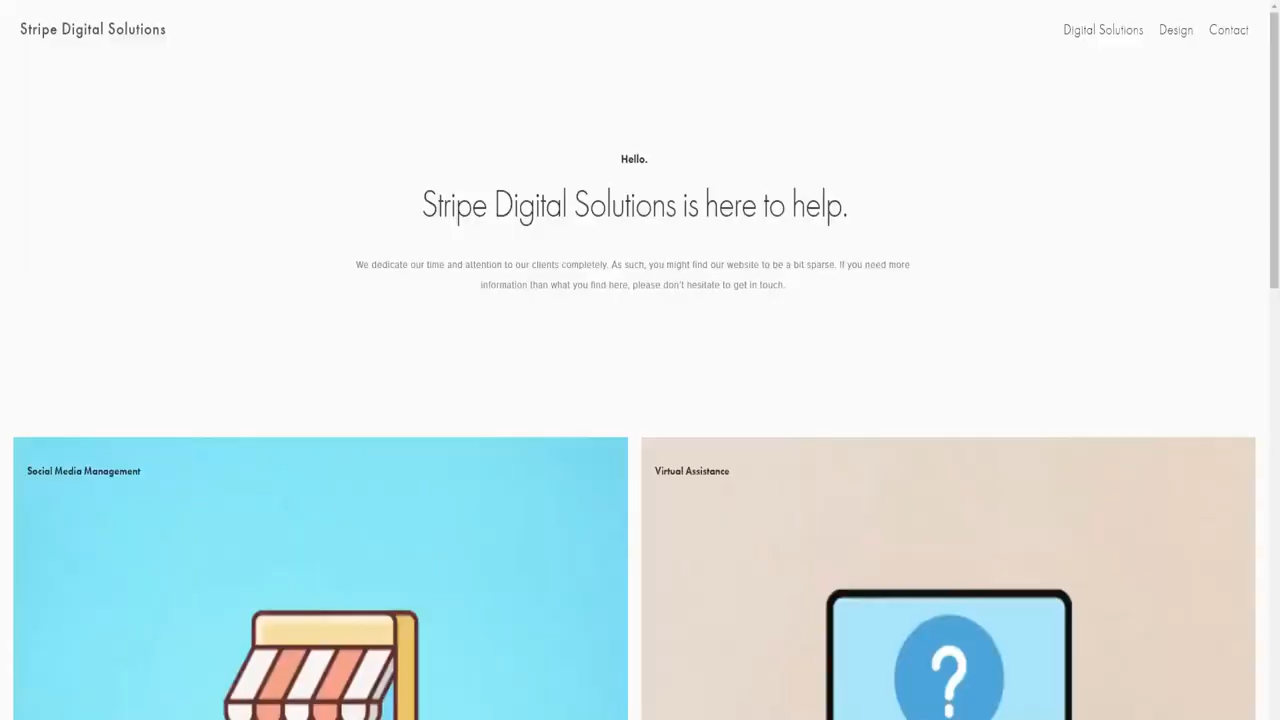 Stripe Digital Solutions
Digital Solutions Design Contact
Hello.
Stripe Digital Solutions is here to help.
We dedicate our time and attention to our clients completely. As such, you might find our website to be a bit sparse. If you need more
information than what you find here, please don't hesitate to get in touch.
Social Media Management
Virtual Assistance
?